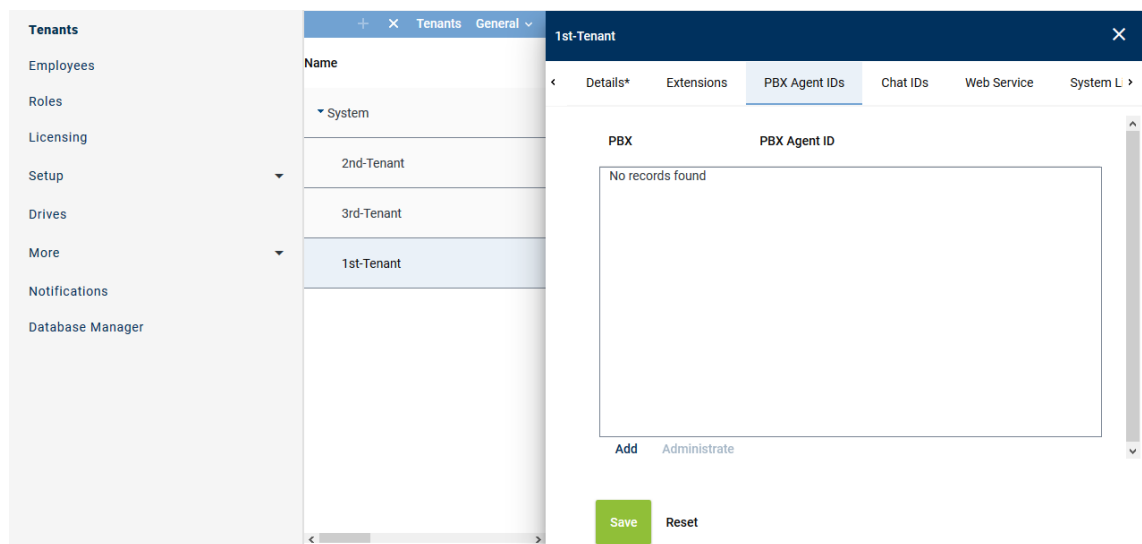 Tenants
Employees
Roles
Licensing
Setup
Drives
More
Notifications
Database Manager
Tenants General
Name
System
2nd-Tenant
3rd-Tenant
1st-Tenant
1st-Tenant
Details* Extensions PBX Agent IDs Chat IDs Web Service System L
PBX PBX Agent ID
No records found
Add Administrate
Save Reset